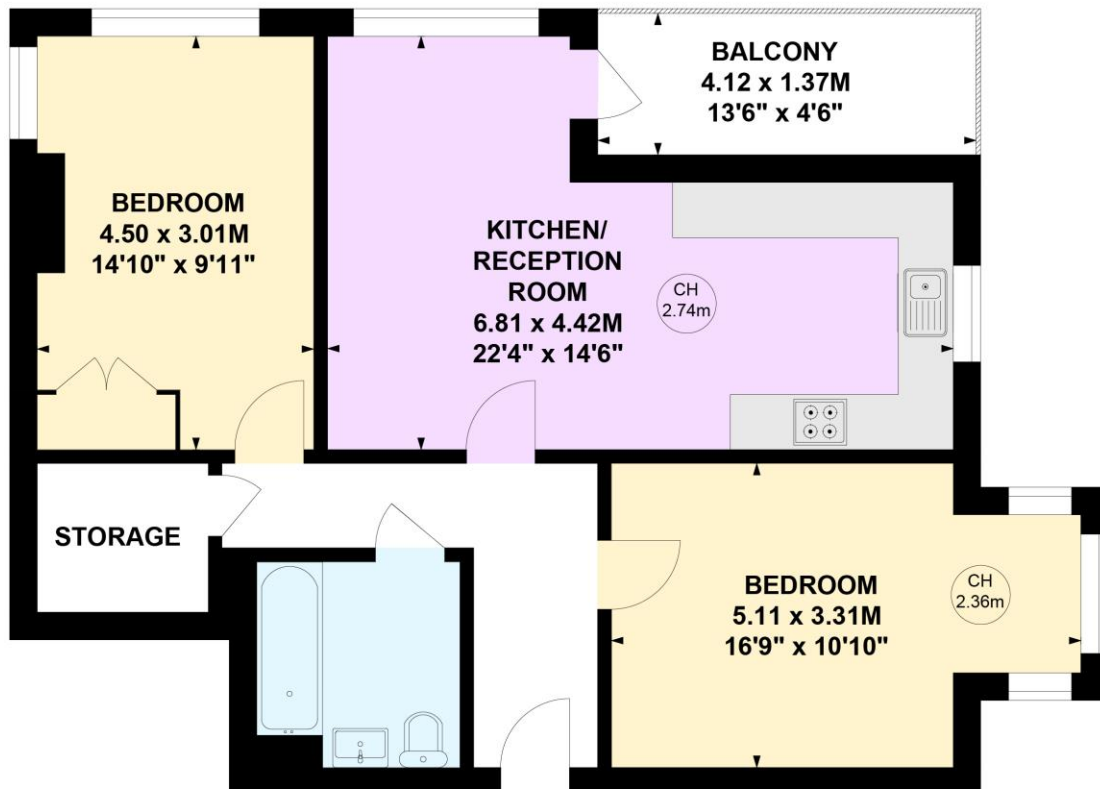 BALCONY
4.12 x 1.37M
13'6" x 4'6"
BEDROOM
4.50 x 3.01M
14'10" x 9'11"
KITCHEN/
RECEPTION
ROOM
6.81 x 4.42M
22'4" x 14'6"
CH
2.74m
STORAGE
BEDROOM
5.11 x 3.31M
16'9" x 10'10"
CH
2.36m